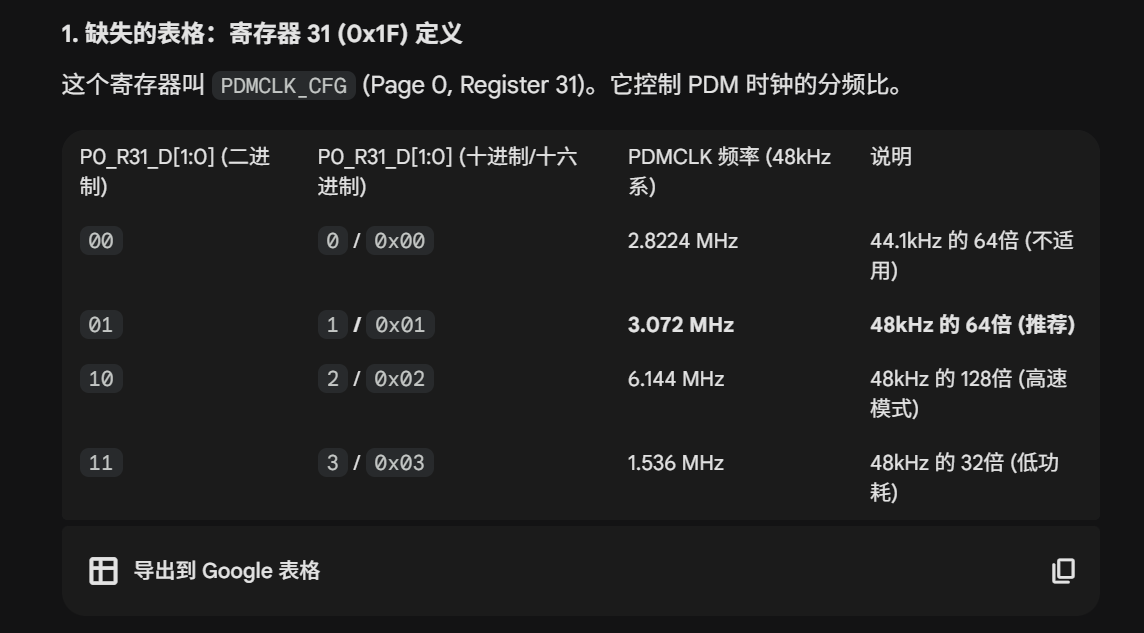 1. 缺失的表格：寄存器 31 (0x1F) 定义
这个寄存器叫 PDMCLK_CFG (Page 0, Register 31)。它控制 PDM 时钟的分频比。
P0_R31_D[1:0] (二进制) P0_R31_D[1:0] (十进制/十六进制) PDMCLK 频率 (48kHz 系) 说明
00 0 / 0x00 2.8224 MHz 44.1kHz 的 64倍 (不适用)
01 1 / 0x01 3.072 MHz 48kHz 的 64倍 (推荐)
10 2 / 0x02 6.144 MHz 48kHz 的 128倍 (高速模式)
11 3 / 0x03 1.536 MHz 48kHz 的 32倍 (低功耗)
导出到 Google 表格